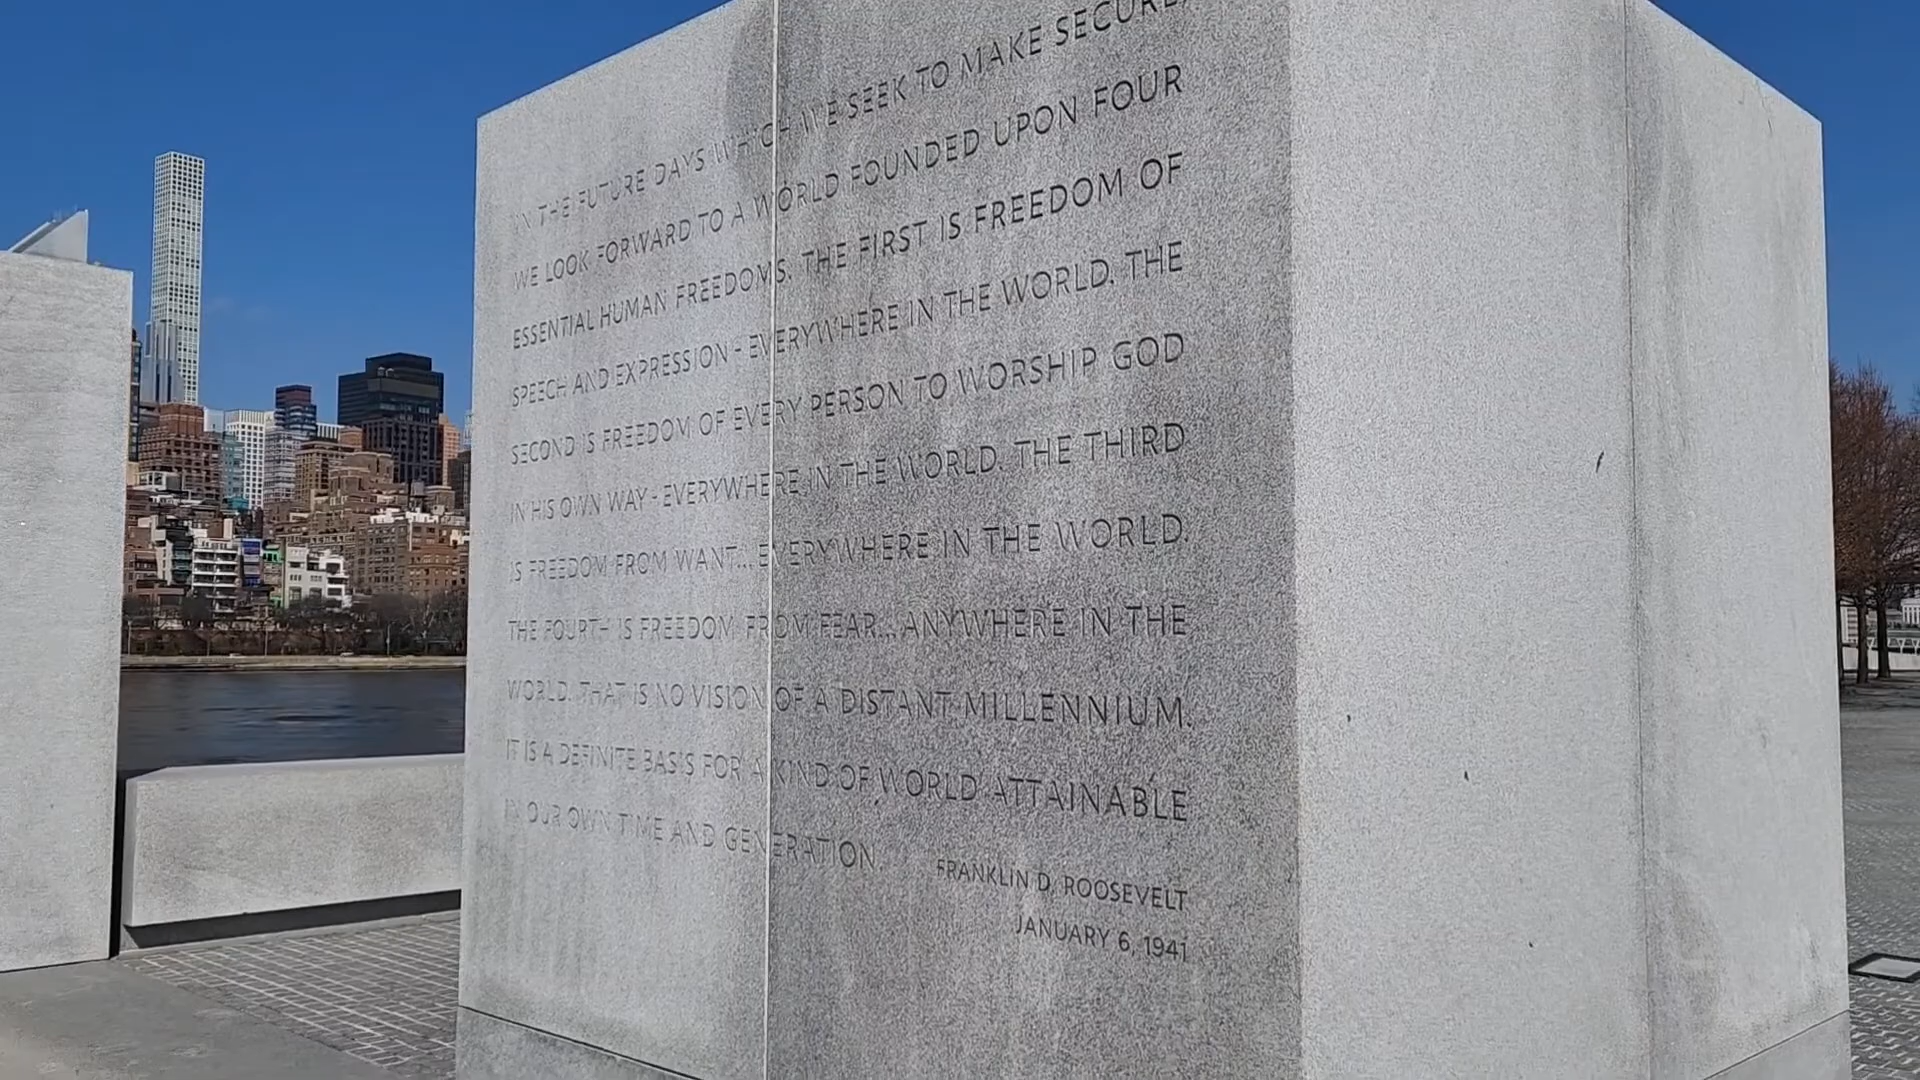 IN THE FUTURE DAYS WHICH WE SEEK TO MAKE SECURE,
WE LOOK FORWARD TO A WORLD FOUNDED UPON FOUR
ESSENTIAL HUMAN FREEDOMS. THE FIRST IS FREEDOM OF
SPEECH AND EXPRESSION - EVERYWHERE IN THE WORLD. THE
SECOND IS FREEDOM OF EVERY PERSON TO WORSHIP GOD
IN HIS OWN WAY - EVERYWHERE IN THE WORLD. THE THIRD
IS FREEDOM FROM WANT... EVERYWHERE IN THE WORLD.
THE FOURTH IS FREEDOM FROM FEAR... ANYWHERE IN THE
WORLD. THAT IS NO VISION OF A DISTANT MILLENNIUM.
IT IS A DEFINITE BASIS FOR A KIND OF WORLD ATTAINABLE
IN OUR OWN TIME AND GENERATION.
FRANKLIN D. ROOSEVELT
JANUARY 6, 1941